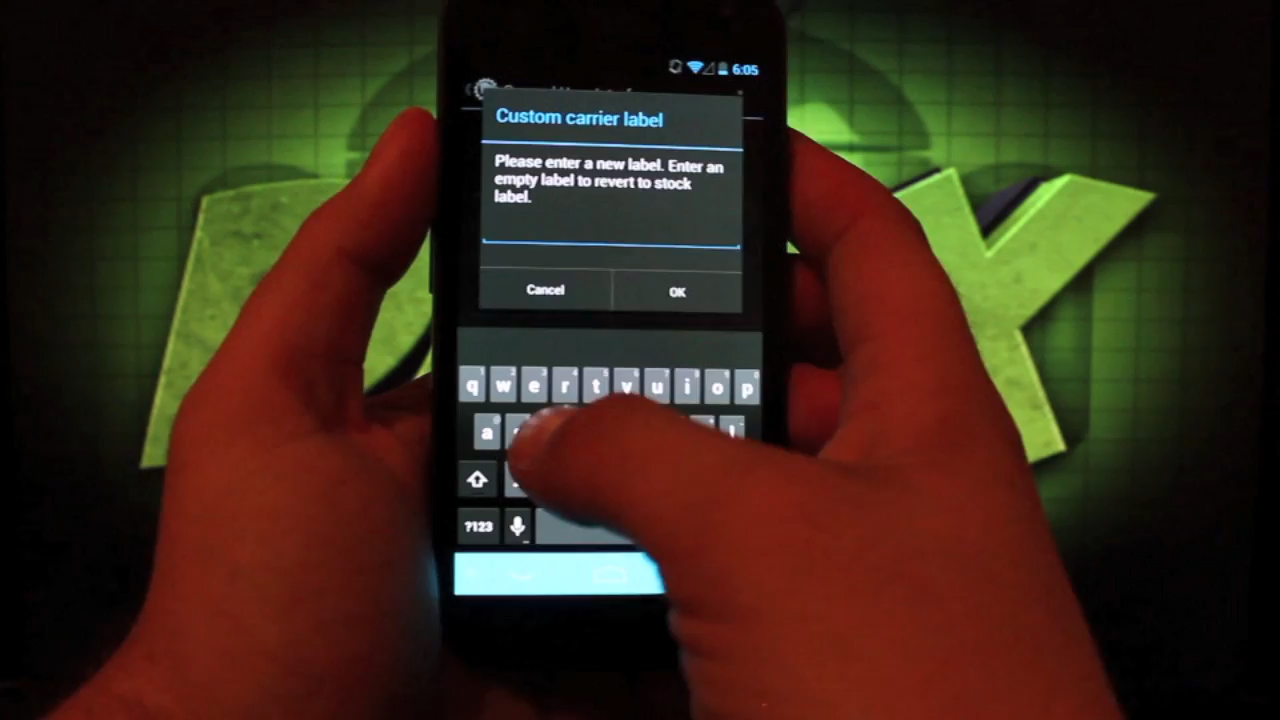 6:05
Custom carrier label
Please enter a new label. Enter an
empty label to revert to stock
label.
Cancel OK
q w e r t y u i o p
a
?123